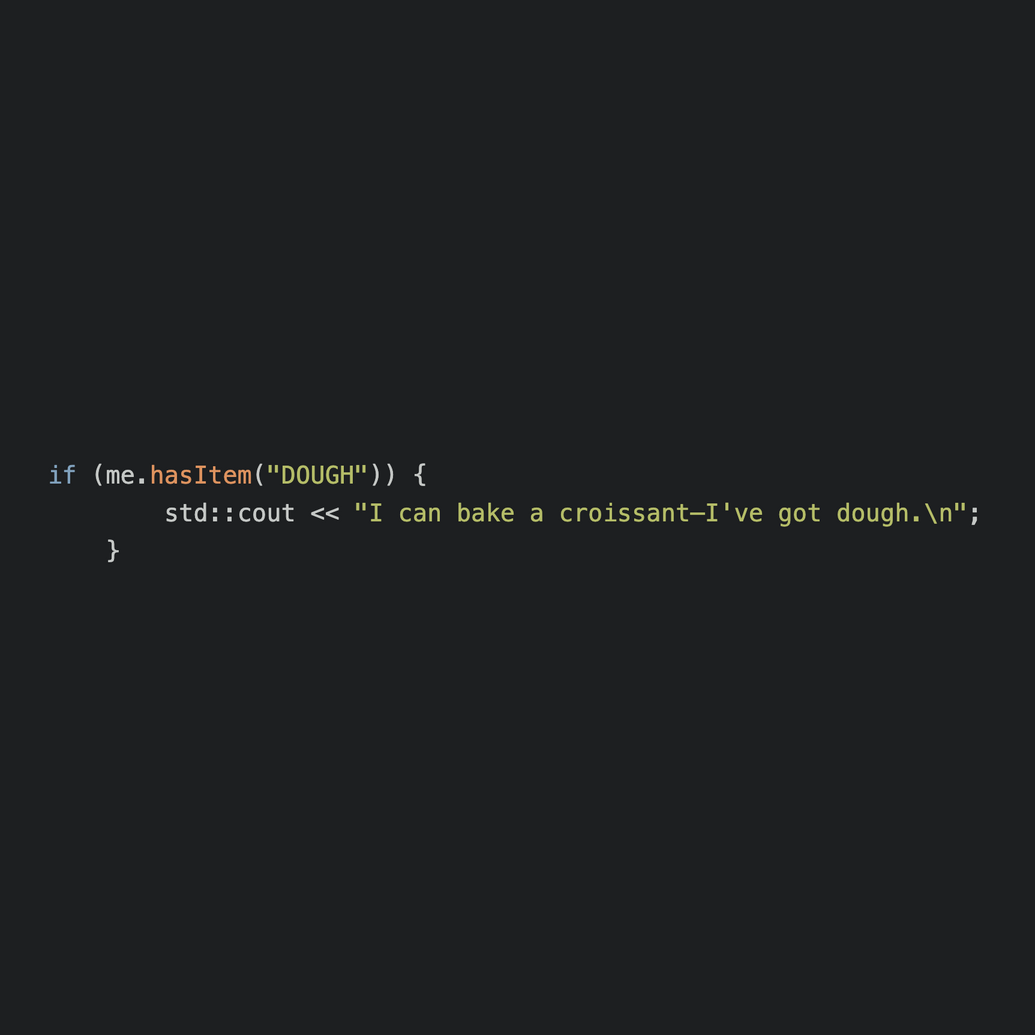 if (me.hasItem("DOUGH")) {
        std::cout << "I can bake a croissant—I've got dough.\n";
    }